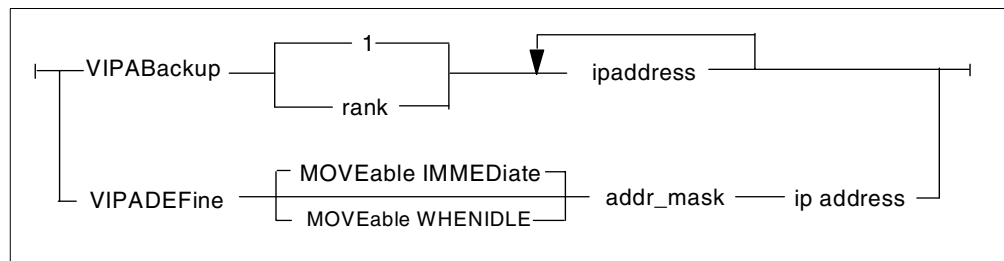 1
VIPABackup
ipaddress
rank
MOVEable IMMEDiate
VIPADEFine
addr_mask
ip address
MOVEable WHENIDLE